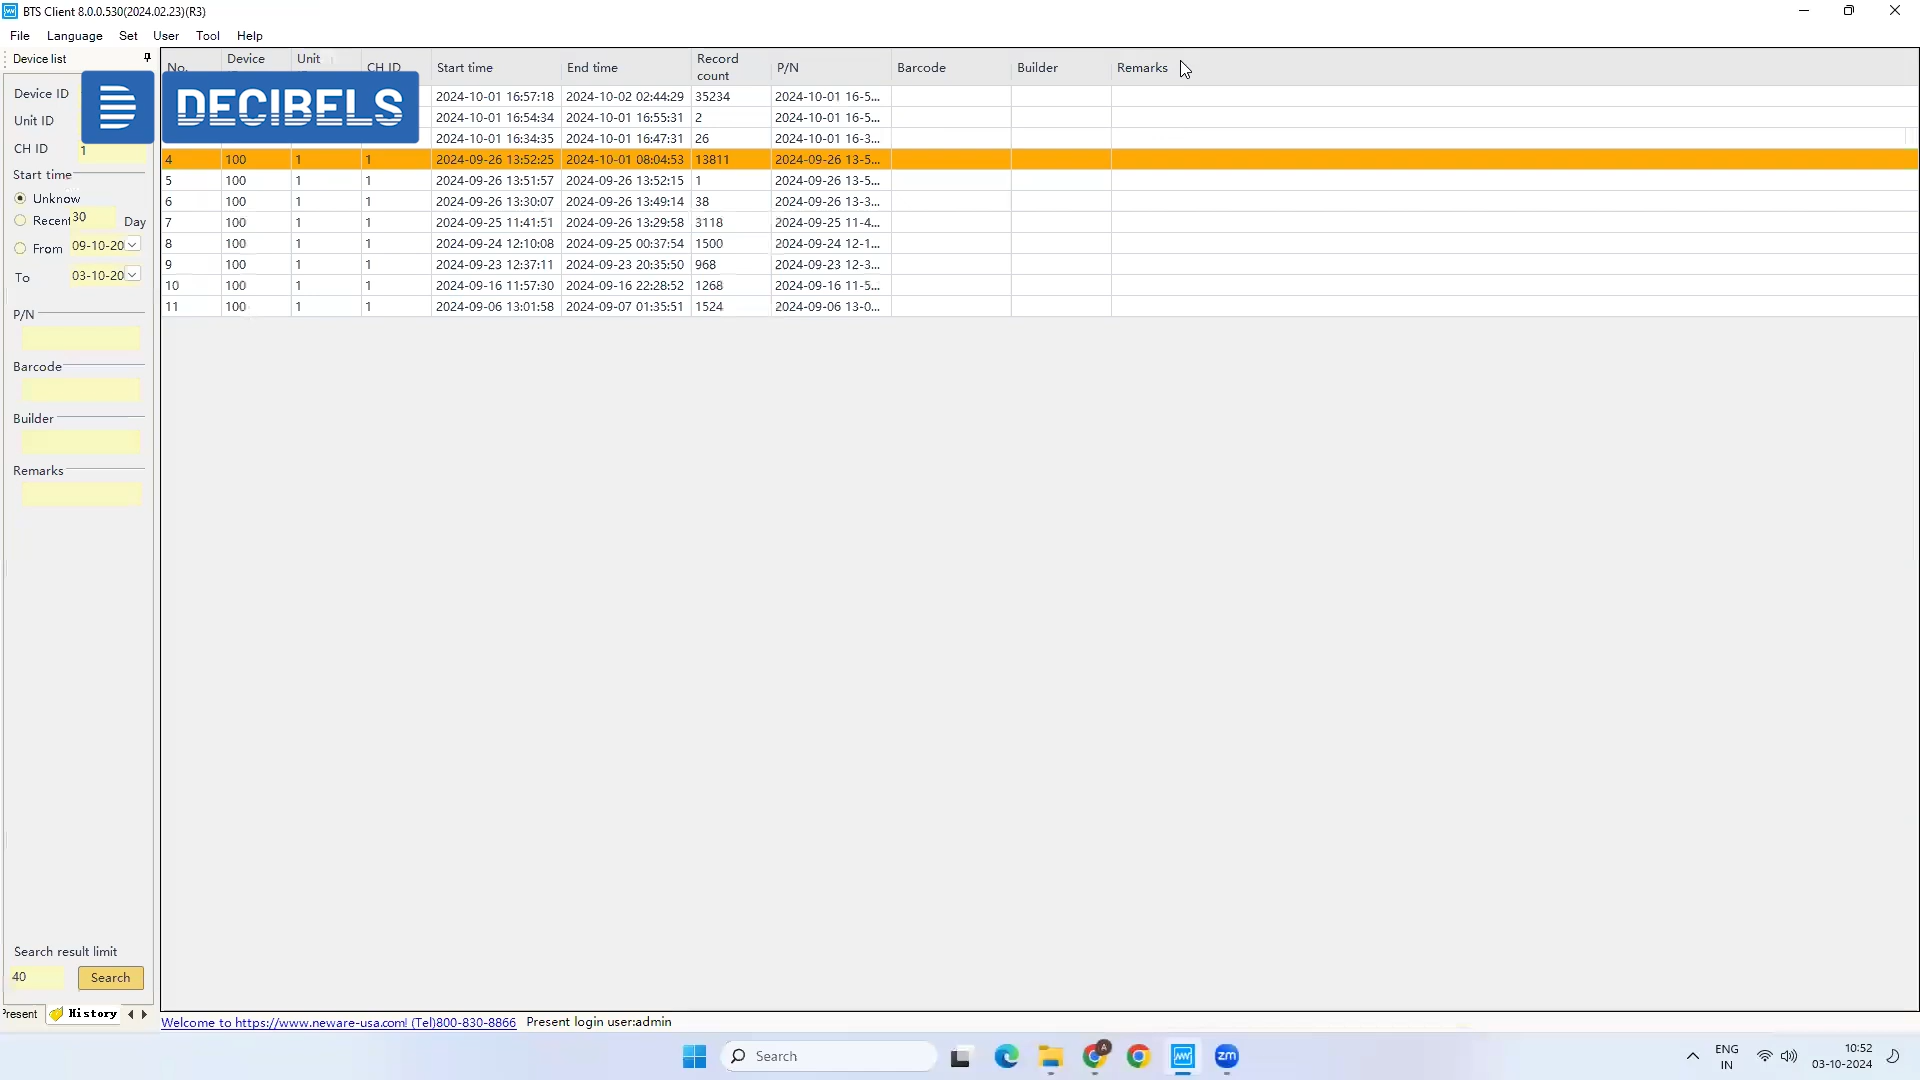 BTS Client 8.0.0.530(2024.02.23)(R3)
File Language Set User Tool Help
Device list
Device ID
Unit ID
CH ID 1
Start time
Unknow
Recent 30 Day
From 09-10-20
To 03-10-20
P/N
Barcode
Builder
Remarks
Search result limit
40 Search
Present History
DECIBELS
No. Device Unit CH ID Start time End time Record count P/N Barcode Builder Remarks
2024-10-01 16:57:18 2024-10-02 02:44:29 35234 2024-10-01 16-5...
2024-10-01 16:54:34 2024-10-01 16:55:31 2 2024-10-01 16-5...
2024-10-01 16:34:35 2024-10-01 16:47:31 26 2024-10-01 16-3...
4 100 1 1 2024-09-26 13:52:25 2024-10-01 08:04:53 13811 2024-09-26 13-5...
5 100 1 1 2024-09-26 13:51:57 2024-09-26 13:52:15 1 2024-09-26 13-5...
6 100 1 1 2024-09-26 13:30:07 2024-09-26 13:49:14 38 2024-09-26 13-3...
7 100 1 1 2024-09-25 11:41:51 2024-09-26 13:29:58 3118 2024-09-25 11-4...
8 100 1 1 2024-09-24 12:10:08 2024-09-25 00:37:54 1500 2024-09-24 12-1...
9 100 1 1 2024-09-23 12:37:11 2024-09-23 20:35:50 968 2024-09-23 12-3...
10 100 1 1 2024-09-16 11:57:30 2024-09-16 22:28:52 1268 2024-09-16 11-5...
11 100 1 1 2024-09-06 13:01:58 2024-09-07 01:35:51 1524 2024-09-06 13-0...
Welcome to https://www.neware-usa.com! (Tel)800-830-8866 Present login user:admin
Search
zm
A
ENG
IN
10:52
03-10-2024